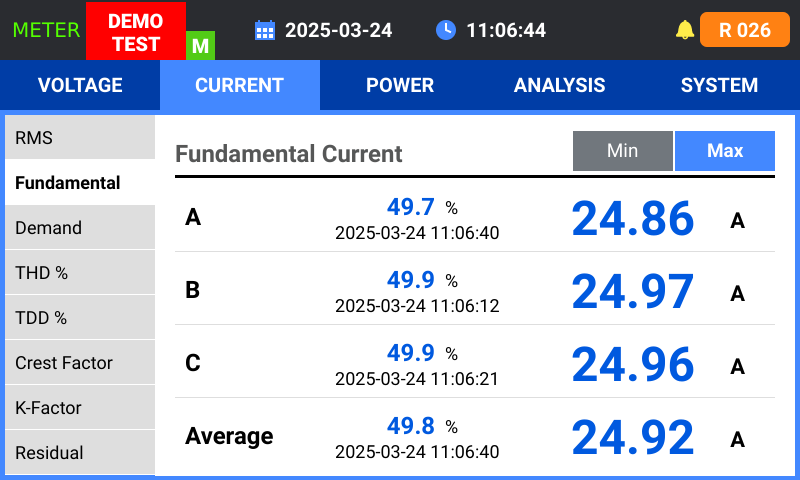 METER
DEMO
TEST
M
2025-03-24
11:06:44
R 026
VOLTAGE
CURRENT
POWER
ANALYSIS
SYSTEM
RMS
Fundamental
Demand
THD %
TDD %
Crest Factor
K-Factor
Residual
Fundamental Current
Min
Max
A
49.7 %
2025-03-24 11:06:40
24.86 A
B
49.9 %
2025-03-24 11:06:12
24.97 A
C
49.9 %
2025-03-24 11:06:21
24.96 A
Average
49.8 %
2025-03-24 11:06:40
24.92 A